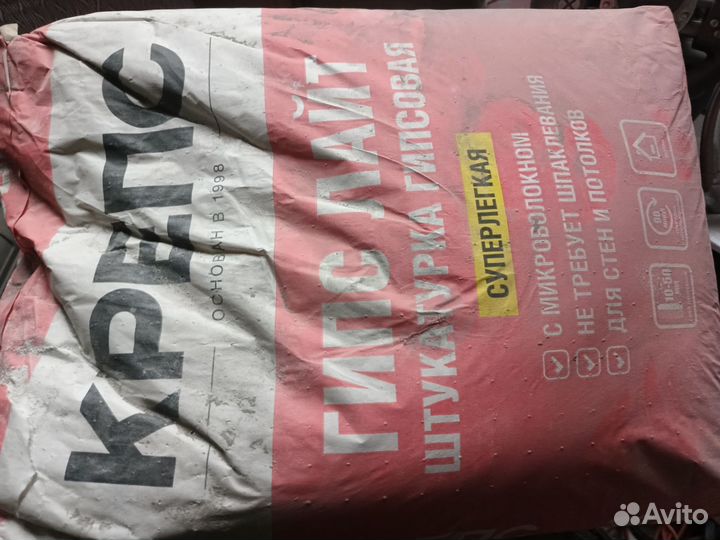 КРЕПС
ОСНОВАН В 1998
ГИПС ЛАЙТ
ШТУКАТУРКА ГИПСОВАЯ
СУПЕРЛЕГКАЯ
С МИКРОВОЛОКНОМ
НЕ ТРЕБУЕТ ШПАКЛЕВАНИЯ
ДЛЯ СТЕН И ПОТОЛКОВ
Avito